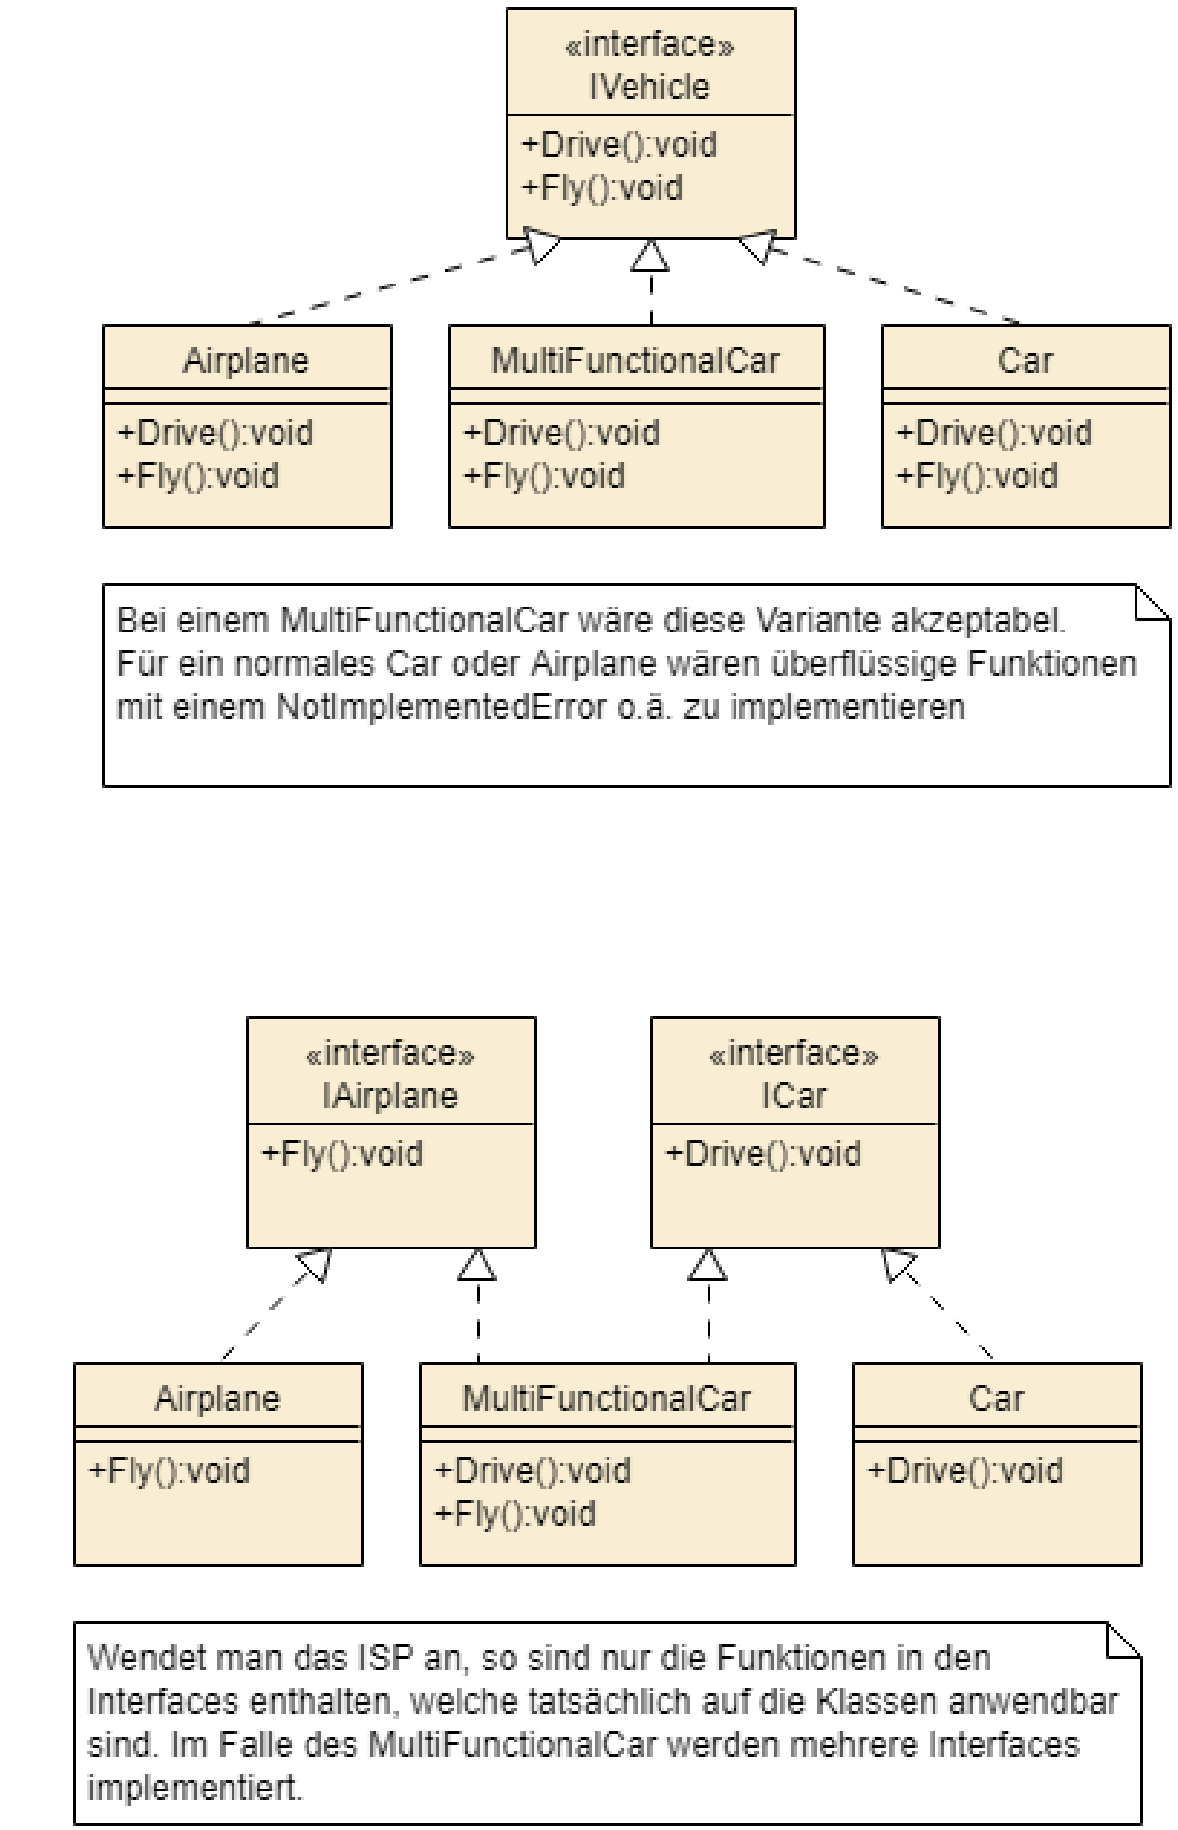 «interface»
IVehicle
+Drive():void
+Fly():void
Airplane
+Drive():void
+Fly():void
MultiFunctionalCar
+Drive():void
+Fly():void
Car
+Drive():void
+Fly():void
Bei einem MultiFunctionalCar wäre diese Variante akzeptabel.
Für ein normales Car oder Airplane wären überflüssige Funktionen
mit einem NotImplementedError o.ä. zu implementieren
«interface»
IAirplane
+Fly():void
«interface»
ICar
+Drive():void
Airplane
+Fly():void
MultiFunctionalCar
+Drive():void
+Fly():void
Car
+Drive():void
Wendet man das ISP an, so sind nur die Funktionen in den
Interfaces enthalten, welche tatsächlich auf die Klassen anwendbar
sind. Im Falle des MultiFunctionalCar werden mehrere Interfaces
implementiert.